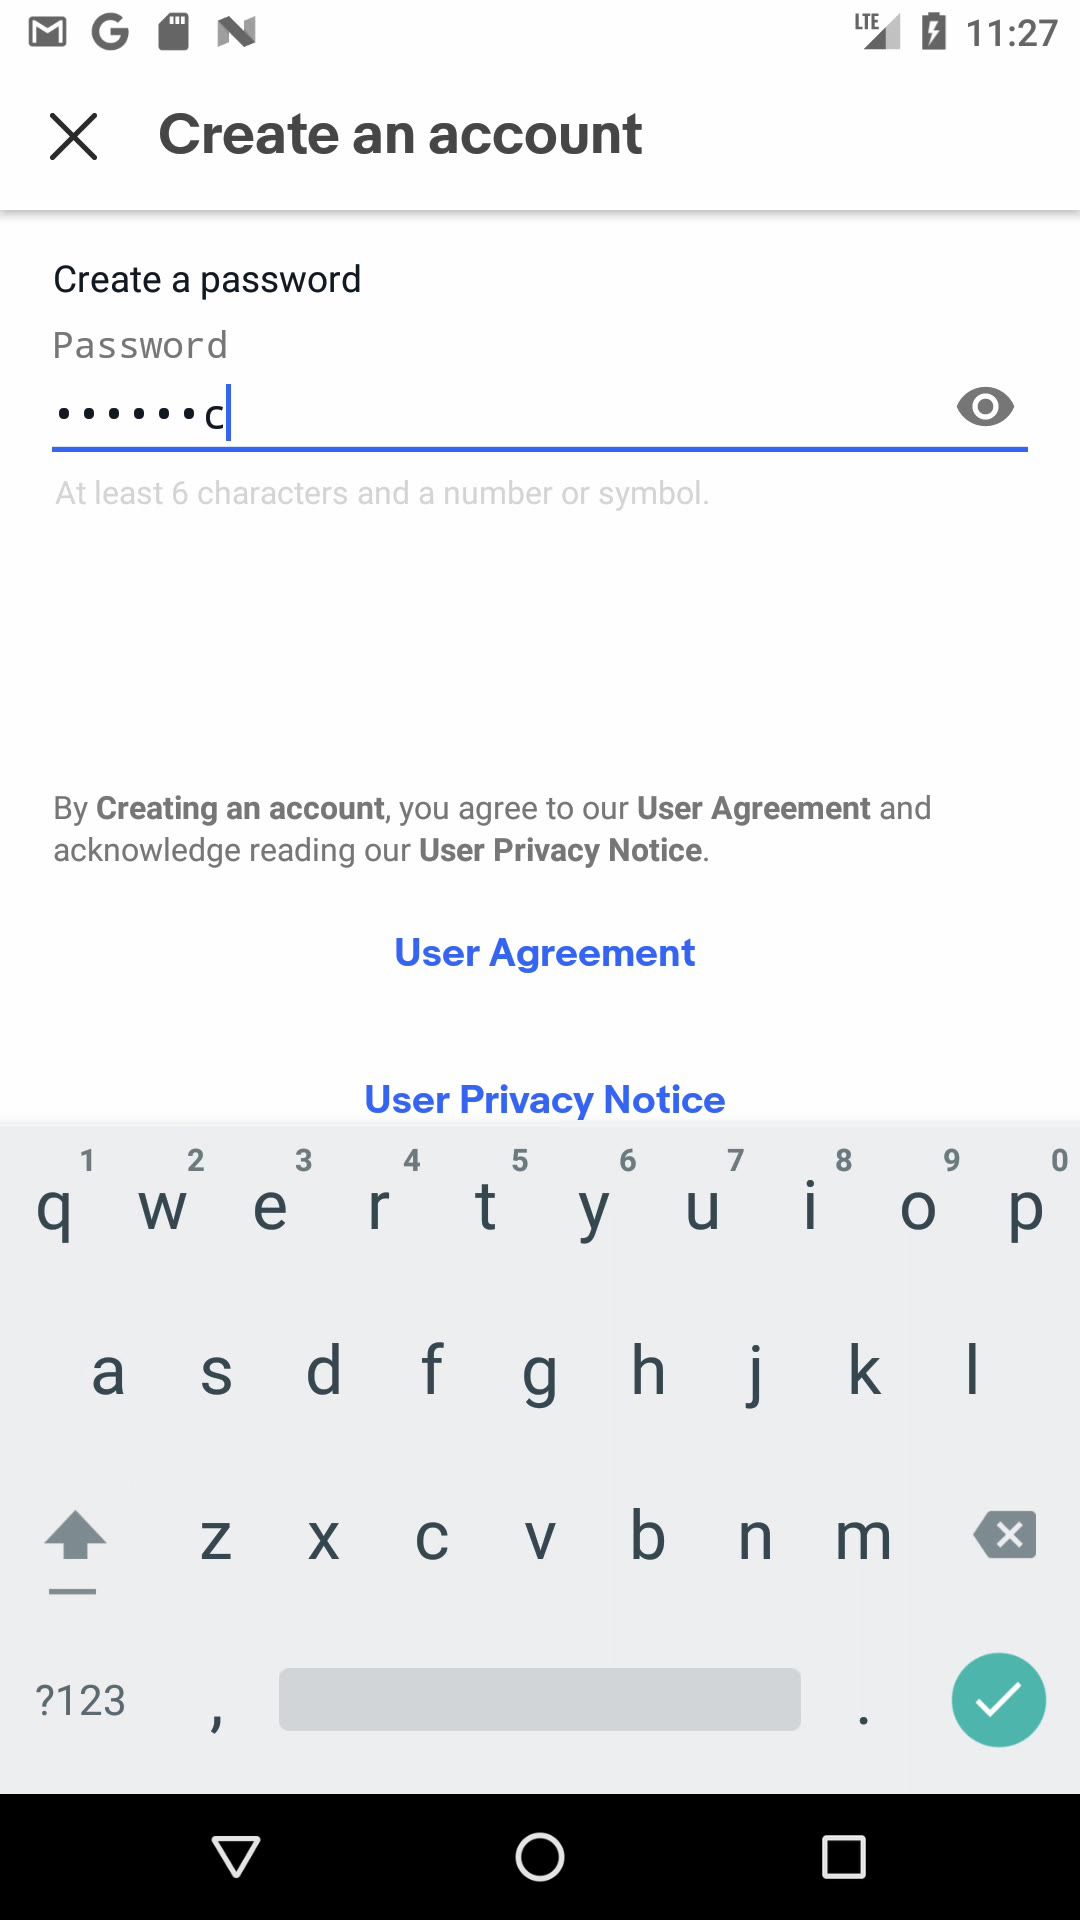 LTE 11:27
Create an account
Create a password
Password
••••••c
At least 6 characters and a number or symbol.
By Creating an account, you agree to our User Agreement and
acknowledge reading our User Privacy Notice.
User Agreement
User Privacy Notice
1 2 3 4 5 6 7 8 9 0
q w e r t y u i o p
a s d f g h j k l
z x c v b n m
?123 , .